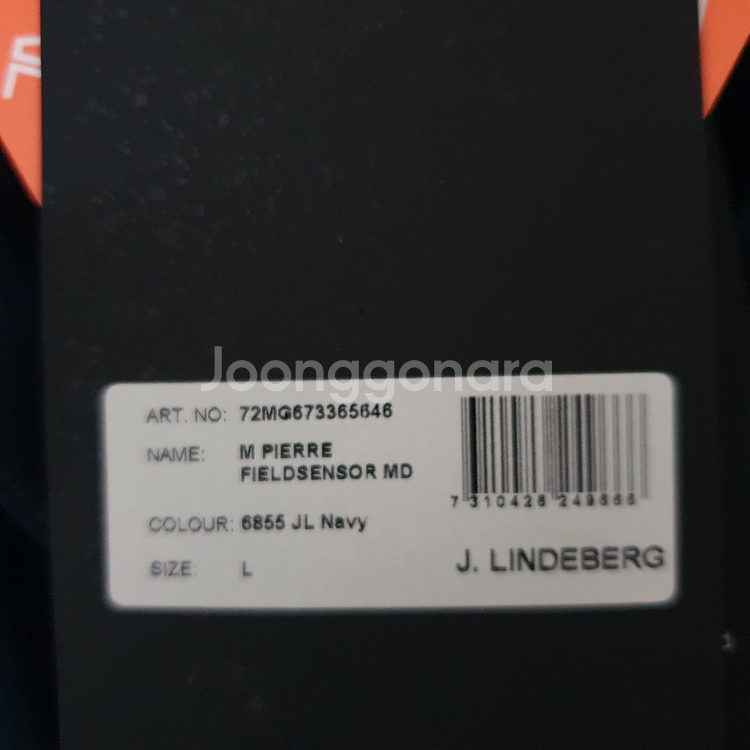 Joonggonara
ART. NO: 72MG673365646
NAME: M PIERRE
FIELDSENSOR MD
7 310426 249666
COLOUR: 6855 JL Navy
SIZE: L
J. LINDEBERG